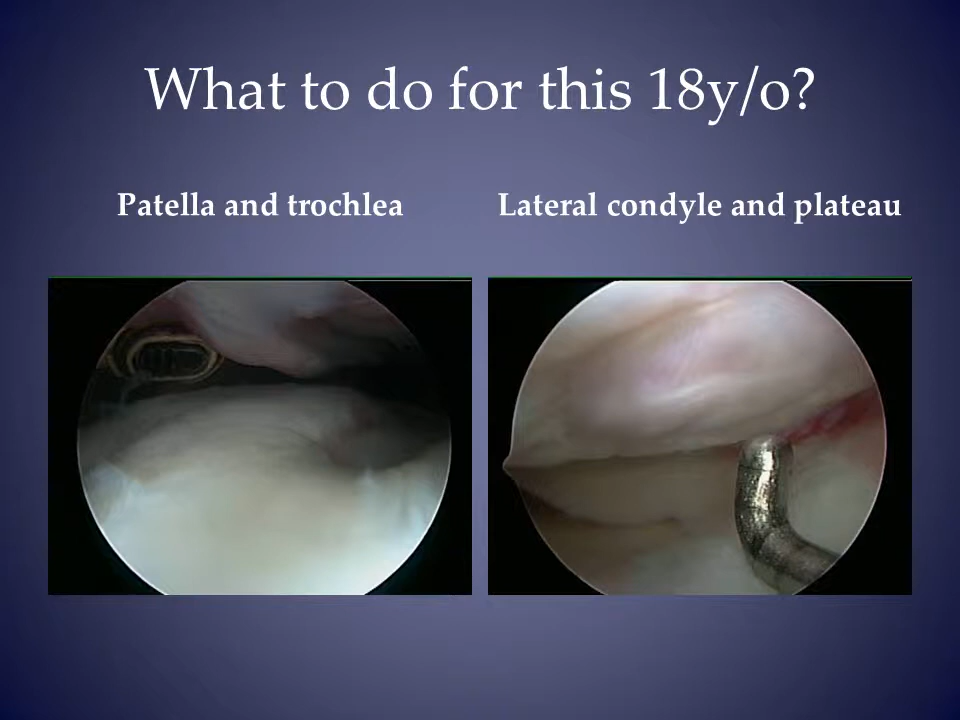 What to do for this 18y/o?
Patella and trochlea
Lateral condyle and plateau